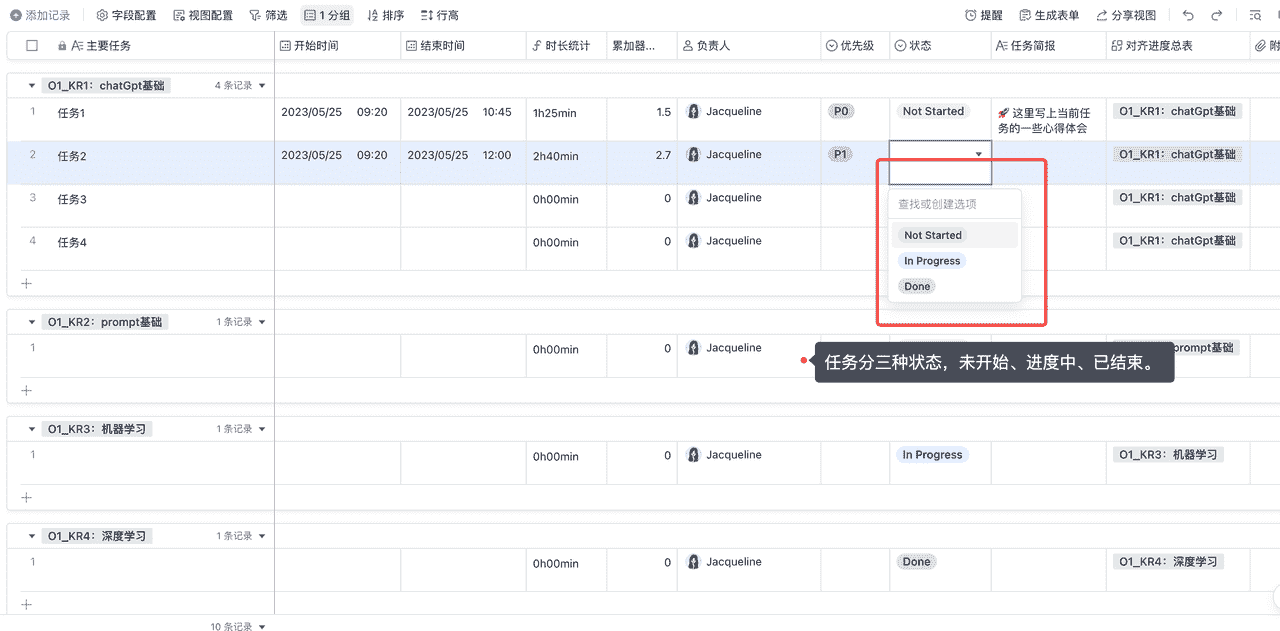 添加记录 字段配置 视图配置 筛选 1 分组 排序 行高 提醒 生成表单 分享视图
主要任务 开始时间 结束时间 时长统计 累加器... 负责人 优先级 状态 任务简报 对齐进度总表 附
O1_KR1：chatGpt基础 4 条记录
1 任务1 2023/05/25 09:20 2023/05/25 10:45 1h25min 1.5 Jacqueline P0 Not Started 🚀 这里写上当前任 O1_KR1：chatGpt基础
务的一些心得体会
2 任务2 2023/05/25 09:20 2023/05/25 12:00 2h40min 2.7 Jacqueline P1 O1_KR1：chatGpt基础
3 任务3 0h00min 0 Jacqueline O1_KR1：chatGpt基础
查找或创建选项
Not Started
4 任务4 0h00min 0 Jacqueline O1_KR1：chatGpt基础
In Progress
Done
O1_KR2：prompt基础 1 条记录
1 0h00min 0 Jacqueline prompt基础
任务分三种状态，未开始、进度中、已结束。
O1_KR3：机器学习 1 条记录
1 0h00min 0 Jacqueline In Progress O1_KR3：机器学习
O1_KR4：深度学习 1 条记录
1 0h00min 0 Jacqueline Done O1_KR4：深度学习
10 条记录